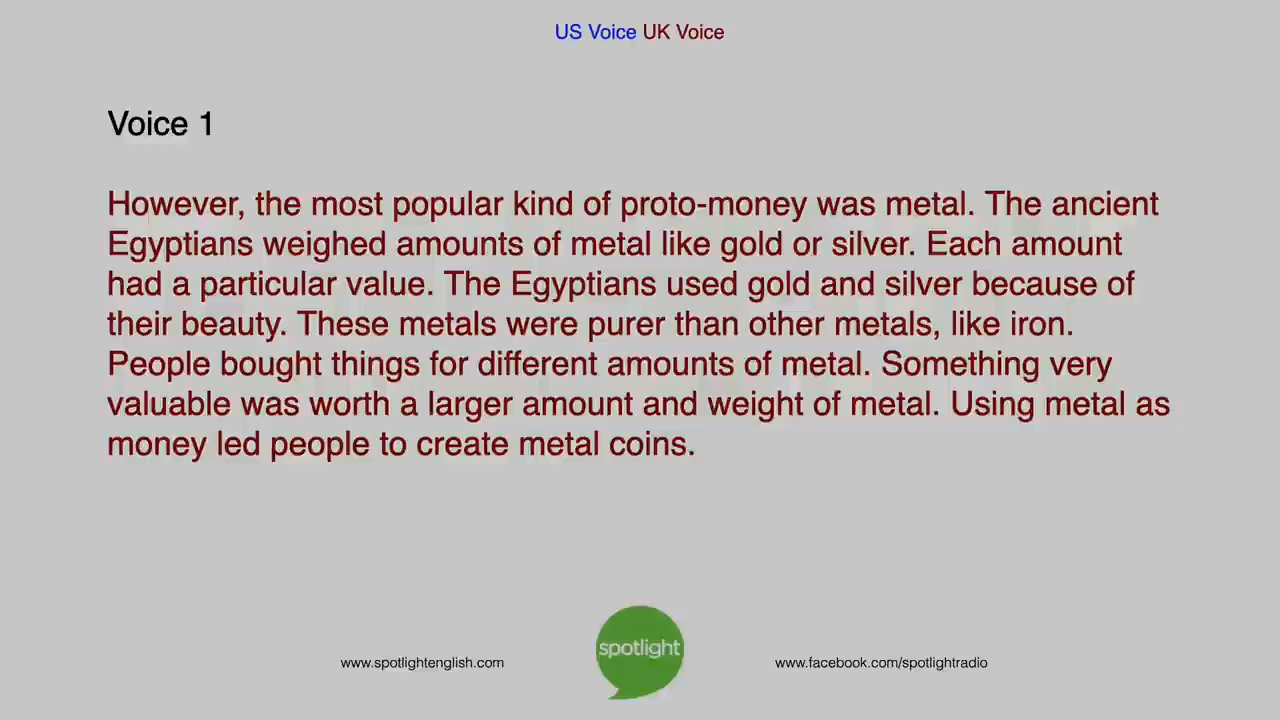 US Voice UK Voice
Voice 1
However, the most popular kind of proto-money was metal. The ancient
Egyptians weighed amounts of metal like gold or silver. Each amount
had a particular value. The Egyptians used gold and silver because of
their beauty. These metals were purer than other metals, like iron.
People bought things for different amounts of metal. Something very
valuable was worth a larger amount and weight of metal. Using metal as
money led people to create metal coins.
spotlight
www.spotlightenglish.com
www.facebook.com/spotlightradio